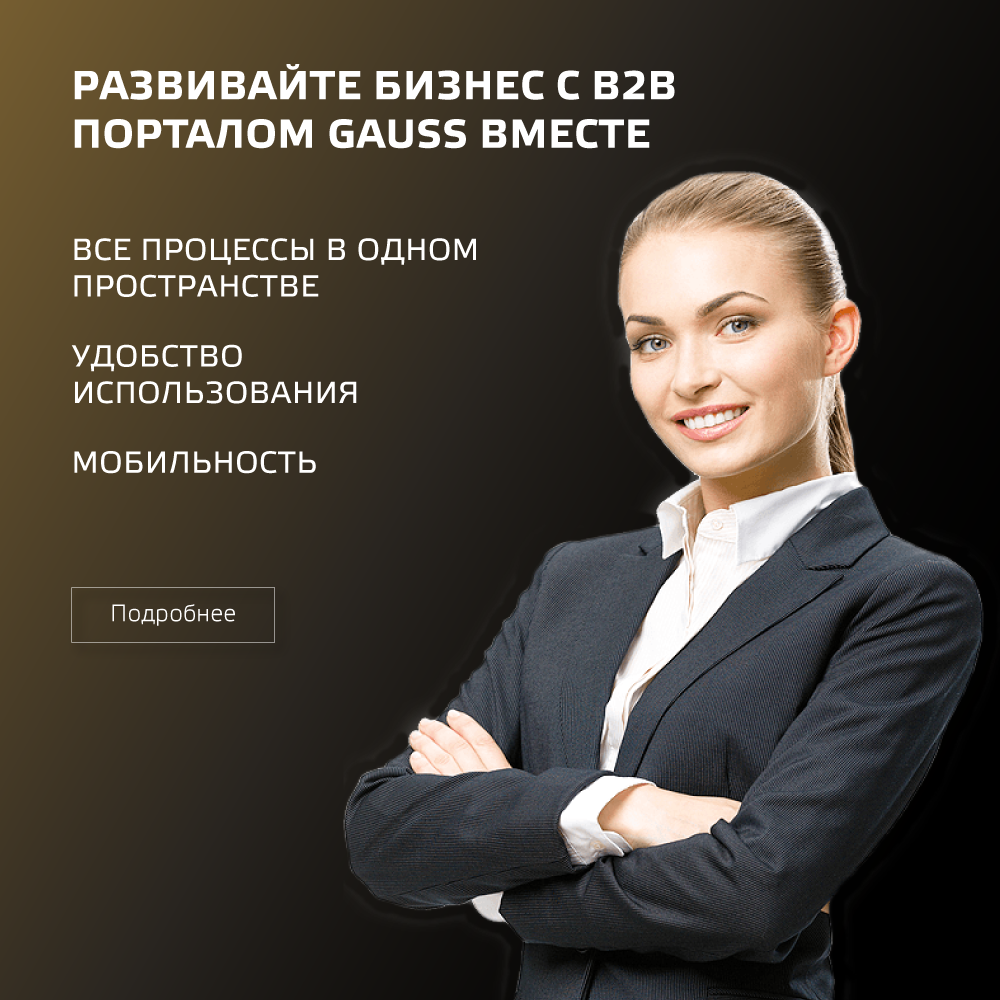 РАЗВИВАЙТЕ БИЗНЕС С B2B
ПОРТАЛОМ GAUSS ВМЕСТЕ
ВСЕ ПРОЦЕССЫ В ОДНОМ
ПРОСТРАНСТВЕ
УДОБСТВО
ИСПОЛЬЗОВАНИЯ
МОБИЛЬНОСТЬ
Подробнее